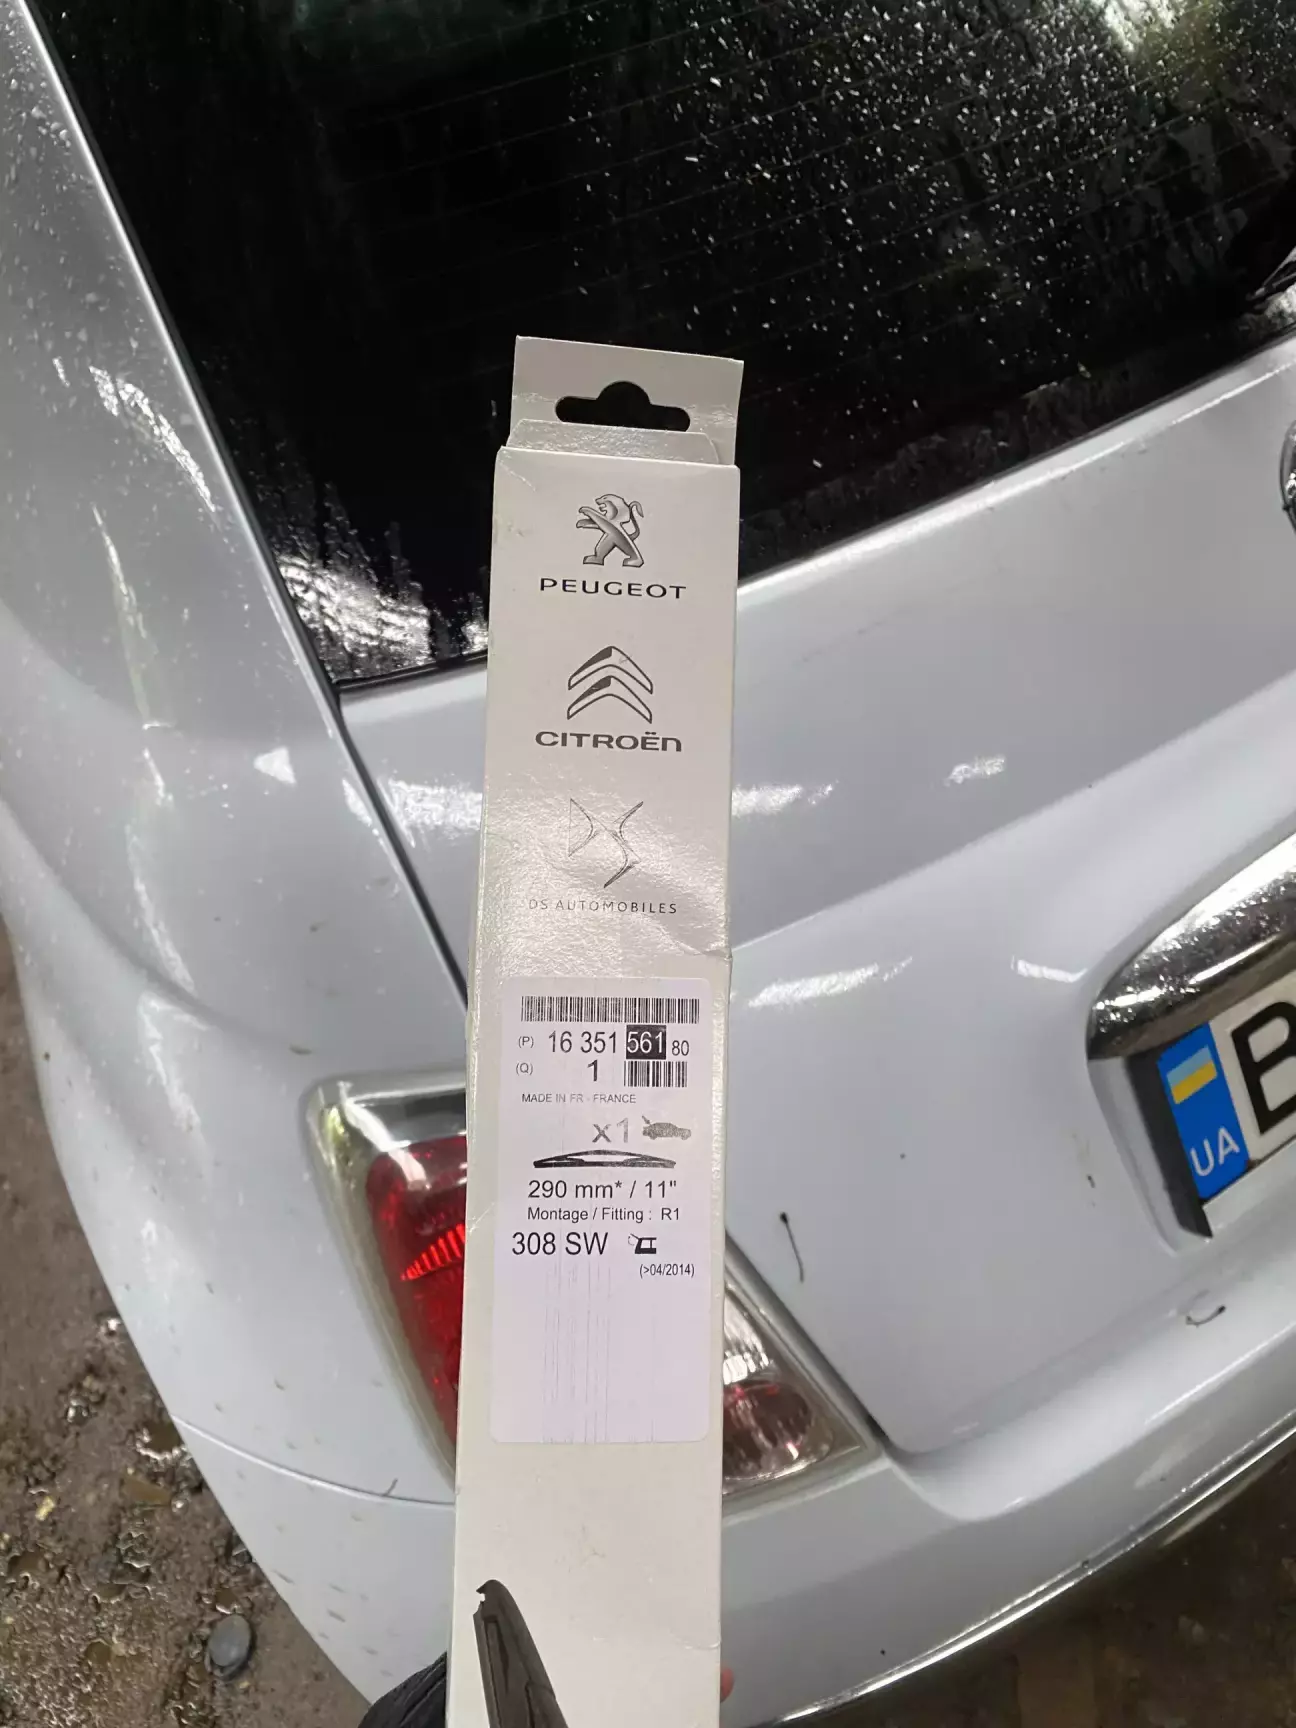 PEUGEOT
CITROËN
DS AUTOMOBILES
(P) 16 351 561 80
(Q) 1
MADE IN FR - FRANCE
x1
290 mm* / 11"
Montage / Fitting : R1
308 SW
(>04/2014)
UA
B